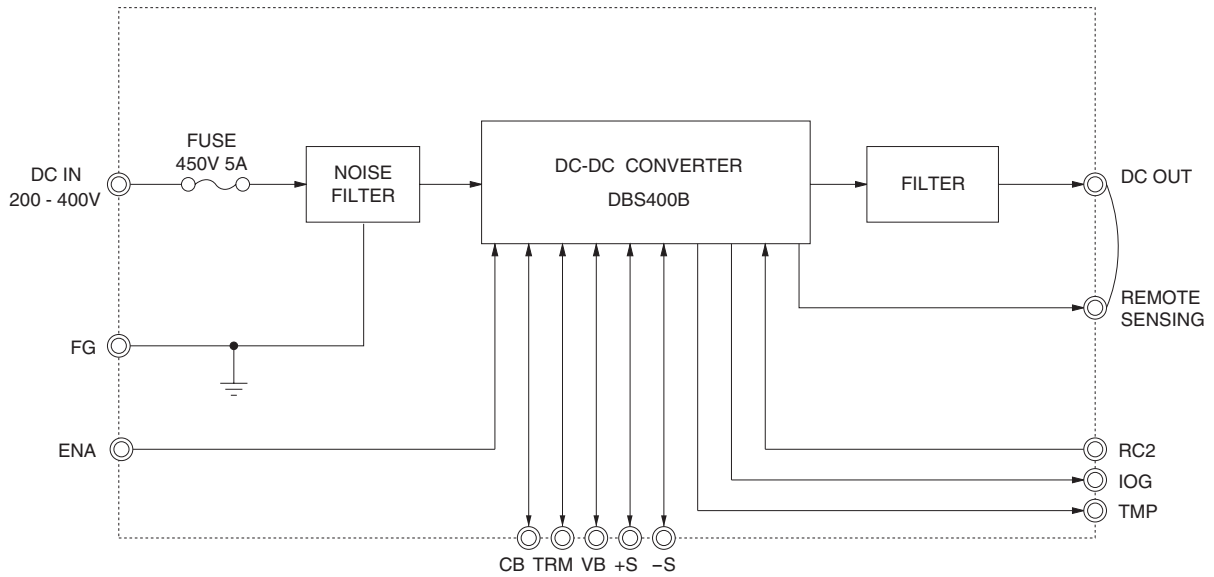 FUSE
450V 5A
DC IN
200 - 400V
NOISE
FILTER
DC-DC CONVERTER
DBS400B
FILTER
DC OUT
REMOTE
SENSING
FG
ENA
RC2
IOG
TMP
CB TRM VB +S −S